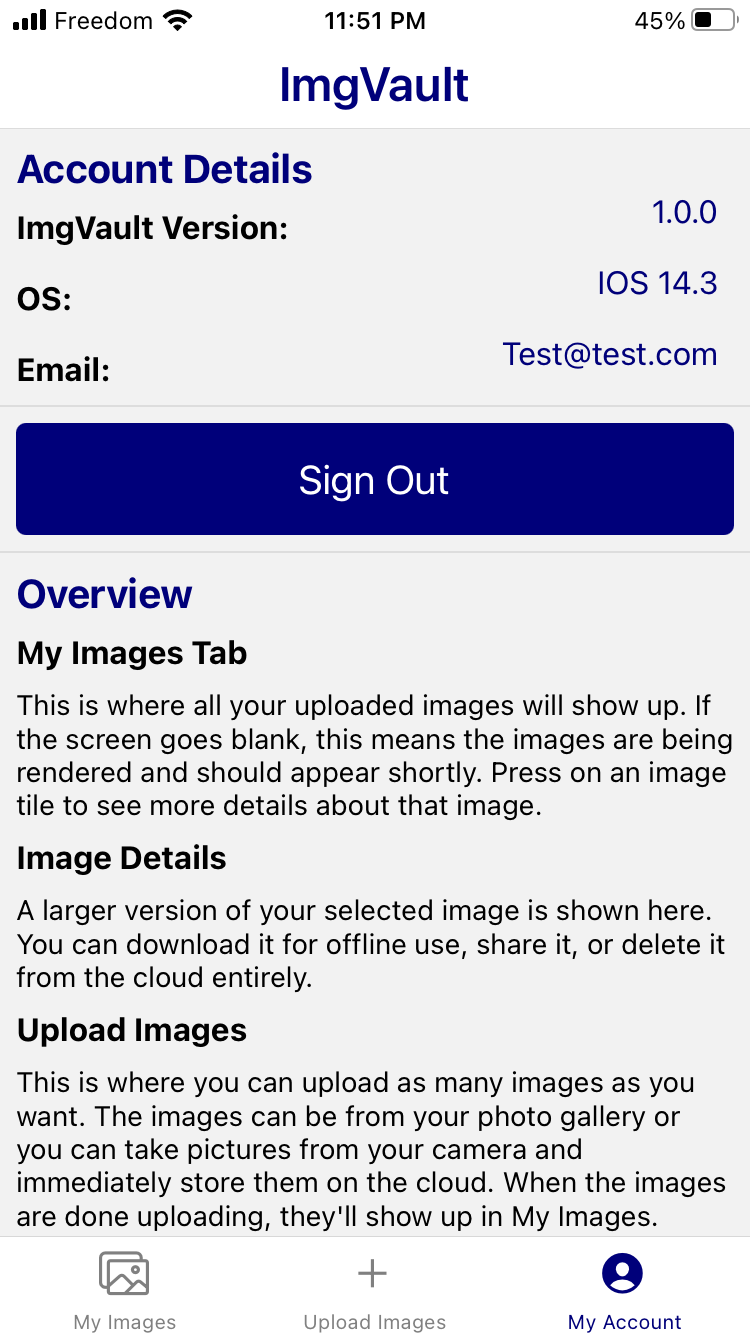 Freedom 11:51 PM 45%
ImgVault
Account Details
ImgVault Version: 1.0.0
OS: IOS 14.3
Email: Test@test.com
Sign Out
Overview
My Images Tab
This is where all your uploaded images will show up. If
the screen goes blank, this means the images are being
rendered and should appear shortly. Press on an image
tile to see more details about that image.
Image Details
A larger version of your selected image is shown here.
You can download it for offline use, share it, or delete it
from the cloud entirely.
Upload Images
This is where you can upload as many images as you
want. The images can be from your photo gallery or
you can take pictures from your camera and
immediately store them on the cloud. When the images
are done uploading, they'll show up in My Images.
My Images Upload Images My Account